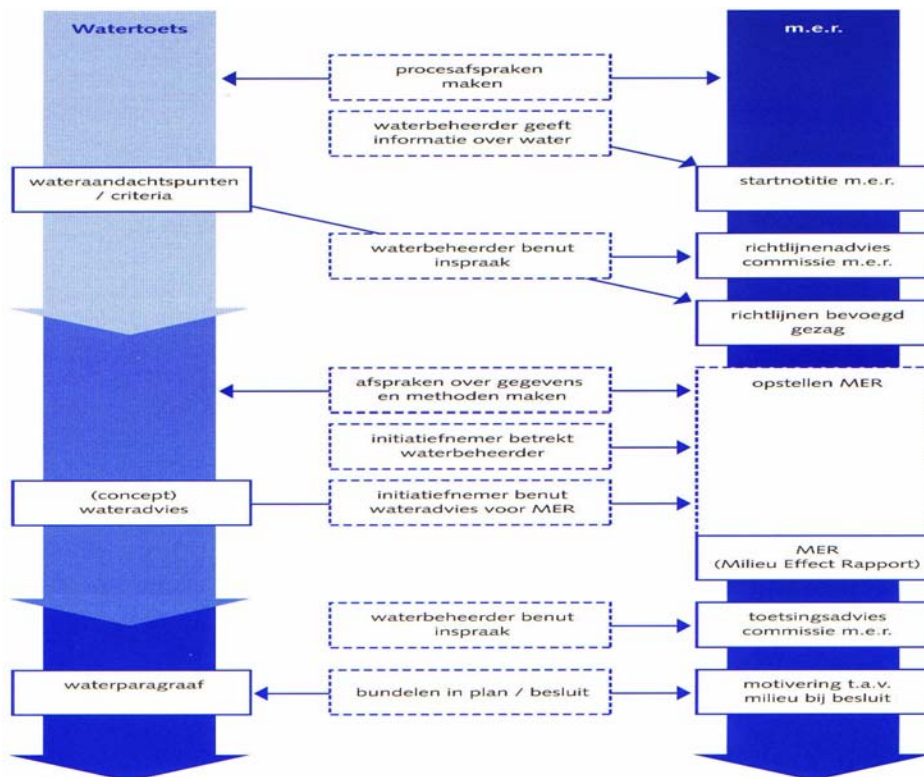 Watertoets
m.e.r.
procesafspraken
maken
waterbeheerder geeft
informatie over water
wateraandachtspunten
/ criteria
startnotitie m.e.r.
waterbeheerder benut
inspraak
richtlijnenadvies
commissie m.e.r.
richtlijnen bevoegd
gezag
afspraken over gegevens
en methoden maken
opstellen MER
initiatiefnemer betrekt
waterbeheerder
(concept)
wateradvies
initiatiefnemer benut
wateradvies voor MER
MER
(Milieu Effect Rapport)
waterbeheerder benut
inspraak
toetsingsadvies
commissie m.e.r.
waterparagraaf
bundelen in plan / besluit
motivering t.a.v.
milieu bij besluit